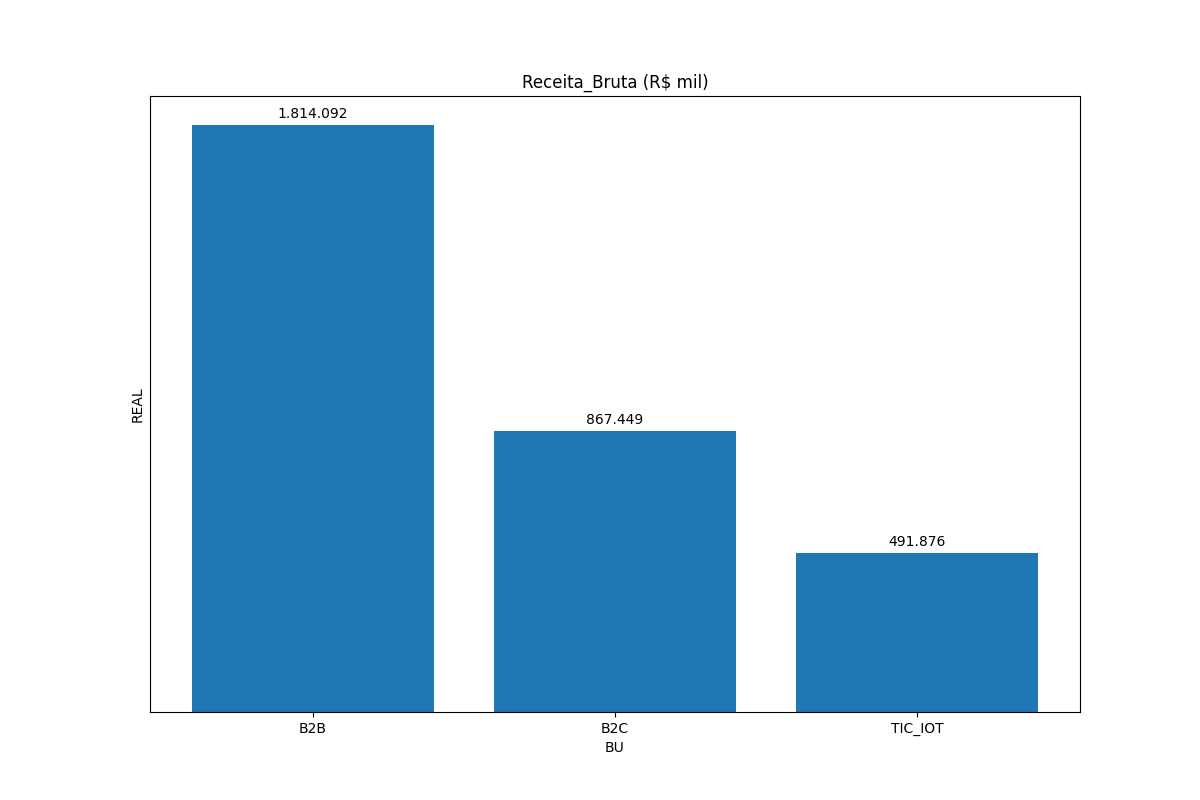 Receita_Bruta (R$ mil)
1.814.092
867.449
491.876
REAL
B2B
B2C
TIC_IOT
BU